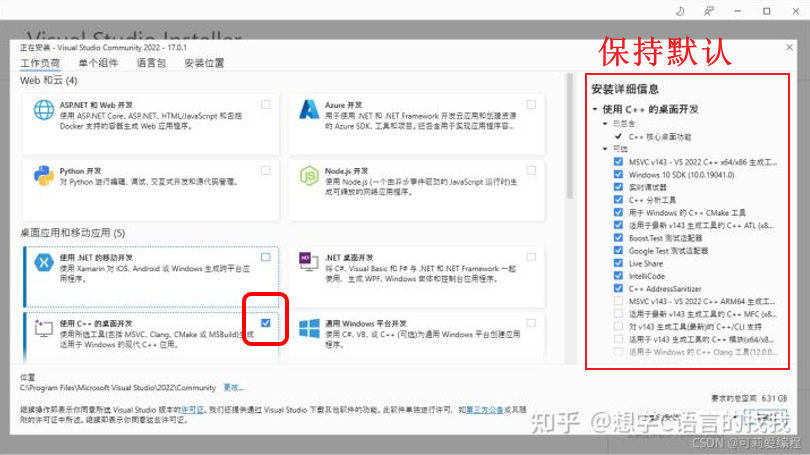 Visual Studio Installer
保持默认
正在安装 - Visual Studio Community 2022 - 17.0.1
工作负荷 单个组件 语言包 安装位置
Web 和云 (4)
ASP.NET 和 Web 开发
使用 ASP.NET Core、ASP.NET、HTML/JavaScript 和包括
Docker 支持的容器生成 Web 应用程序。
Azure 开发
用于使用 .NET 和 .NET Framework 开发云应用和创建资源
的 Azure SDK、工具和项目。还包含用于实现应用程序容...
Python 开发
对 Python 进行编辑、调试、交互式开发和源代码管理。
Node.js 开发
使用 Node.js (一个由异步事件驱动的 JavaScript 运行时)生
成可缩放的网络应用程序。
桌面应用和移动应用 (5)
使用 .NET 的移动开发
使用 Xamarin 对 iOS、Android 或 Windows 生成跨平台应
用程序。
.NET 桌面开发
将 C#、Visual Basic 和 F# 与 .NET 和 .NET Framework 一起
使用，生成 WPF、Windows 窗体和控制台应用程序。
使用 C++ 的桌面开发
使用所选工具(包括 MSVC、Clang、CMake 或 MSBuild)生成
适用于 Windows 的现代 C++ 应用。
通用 Windows 平台开发
使用 C#、VB、或 C++ (可选)为通用 Windows 平台创建应用
程序。
安装详细信息
使用 C++ 的桌面开发
已包含
C++ 核心桌面功能
可选
MSVC v143 - VS 2022 C++ x64/x86 生成工...
Windows 10 SDK (10.0.19041.0)
实时调试器
C++ 分析工具
用于 Windows 的 C++ CMake 工具
适用于最新 v143 生成工具的 C++ ATL (x8...
Boost.Test 测试适配器
Google Test 测试适配器
Live Share
IntelliCode
C++ AddressSanitizer
MSVC v143 - VS 2022 C++ ARM64 生成工...
适用于最新 v143 生成工具的 C++ MFC (x8...
对 v143 生成工具(最新)的 C++/CLI 支持
适用于 v143 生成工具的 C++ 模块(x64/x8...
适用于 Windows 的 C++ Clang 工具(12.0.0...
位置
C:\Program Files\Microsoft Visual Studio\2022\Community 更改...
要求的总空间 6.31 GB
继续操作即表示你同意所选 Visual Studio 版本的许可证。我们还提供通过 Visual Studio 下载其他软件的功能。此软件单独进行许可，如第三方公告或其随
附的许可证中所述。继续即表示你同意这些许可证。
知乎 @想学C语言的找我
CSDN @可莉爱编程